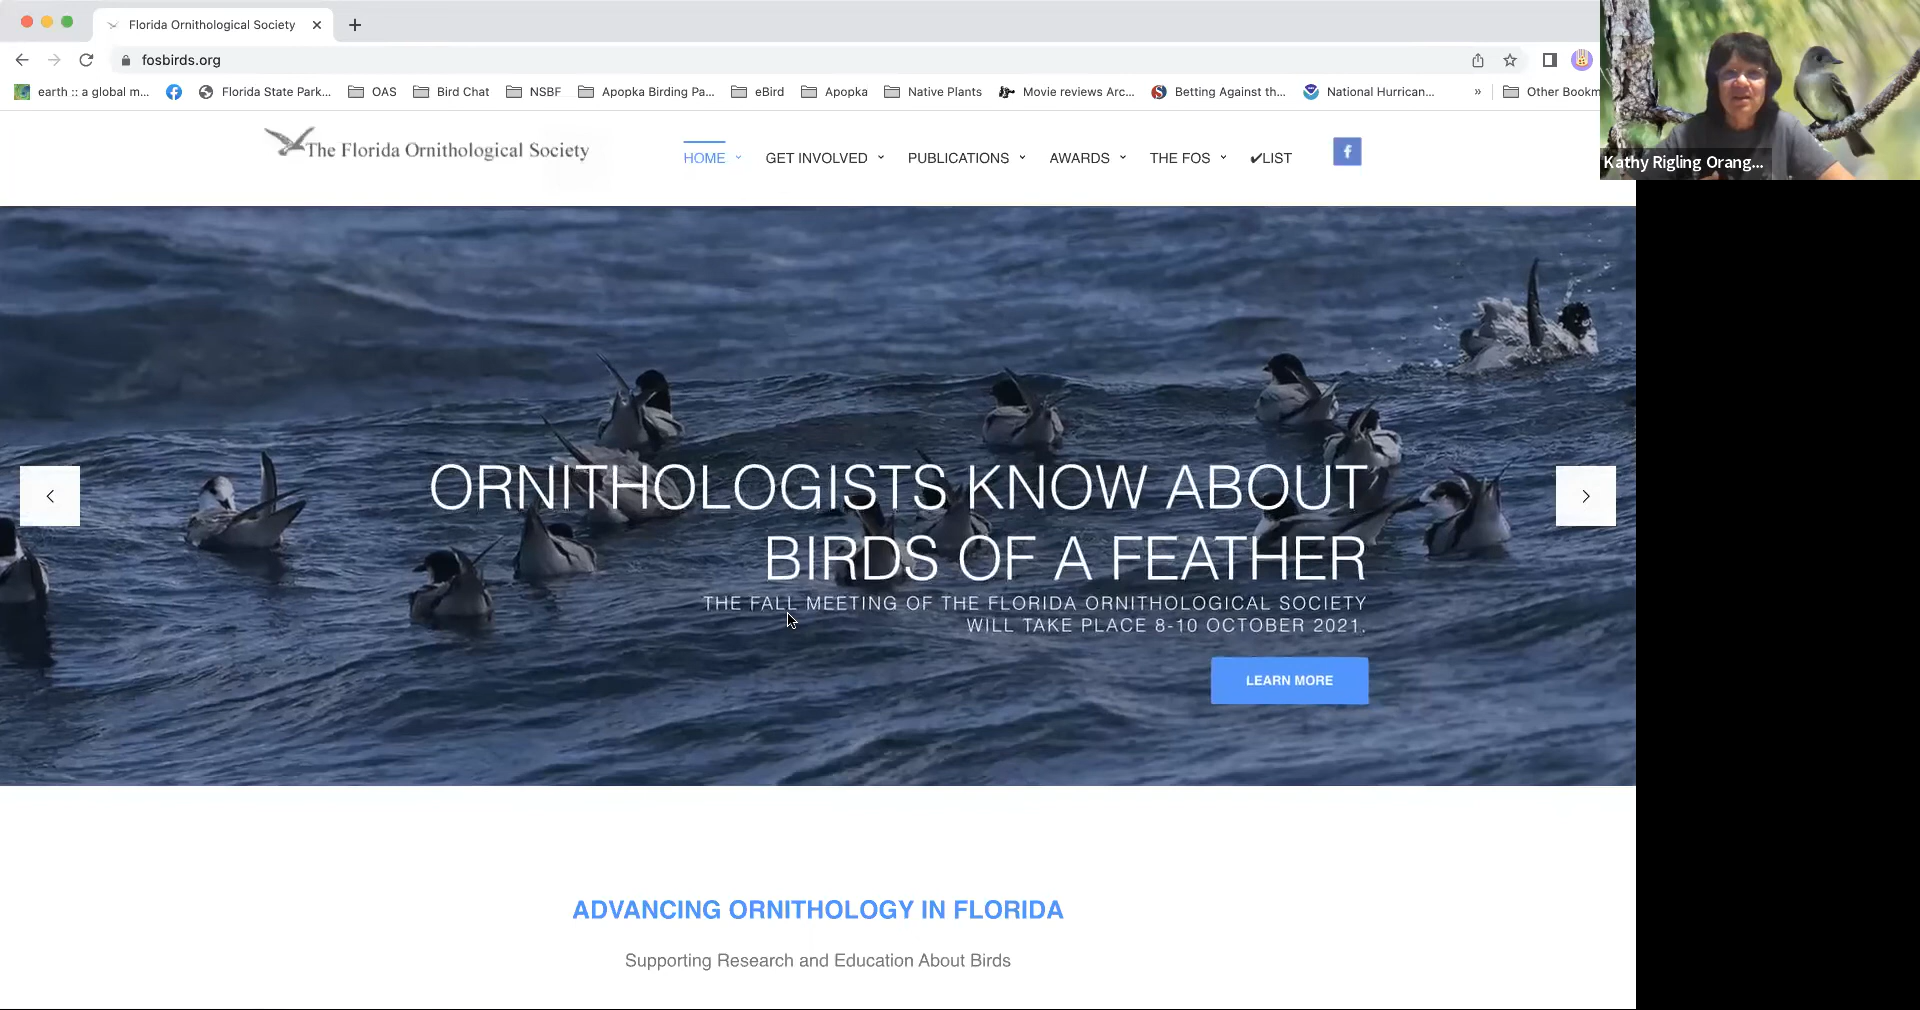 Florida Ornithological Society
fosbirds.org
earth :: a global m...
Florida State Park...
OAS
Bird Chat
NSBF
Apopka Birding Pa...
eBird
Apopka
Native Plants
Movie reviews Arc...
Betting Against th...
National Hurrican...
»
Other Bookm
Kathy Rigling Orang...
The Florida Ornithological Society
HOME
GET INVOLVED
PUBLICATIONS
AWARDS
THE FOS
✔LIST
f
ORNITHOLOGISTS KNOW ABOUT
BIRDS OF A FEATHER
THE FALL MEETING OF THE FLORIDA ORNITHOLOGICAL SOCIETY
WILL TAKE PLACE 8-10 OCTOBER 2021.
LEARN MORE
ADVANCING ORNITHOLOGY IN FLORIDA
Supporting Research and Education About Birds